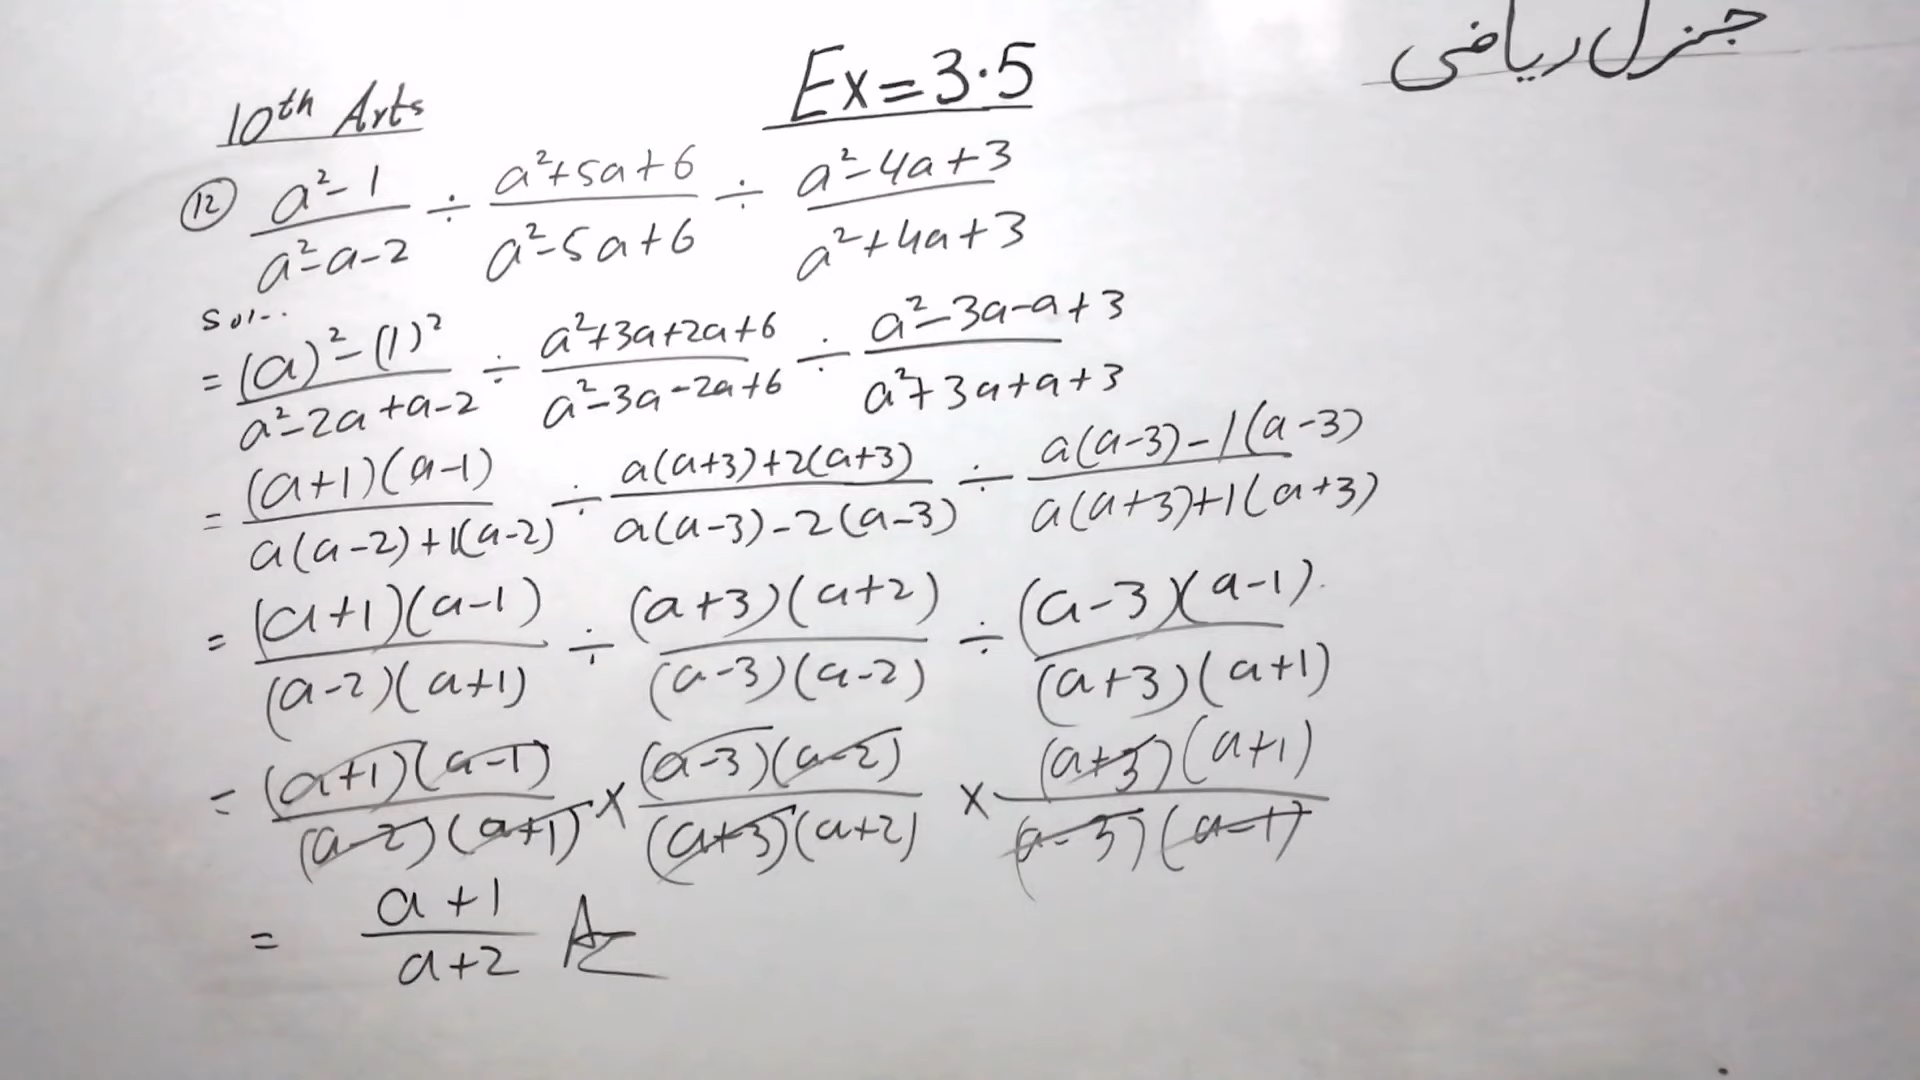 جنرل ریاضی
10th Arts
Ex = 3.5
(12) (a²-1)/(a²-a-2) ÷ (a²+5a+6)/(a²-5a+6) ÷ (a²-4a+3)/(a²+4a+3)
Sol-..
= ((a)²-(1)²)/(a²-2a+a-2) ÷ (a²+3a+2a+6)/(a²-3a-2a+6) ÷ (a²-3a-a+3)/(a²+3a+a+3)
= ((a+1)(a-1))/(a(a-2)+1(a-2)) ÷ (a(a+3)+2(a+3))/(a(a-3)-2(a-3)) ÷ (a(a-3)-1(a-3))/(a(a+3)+1(a+3))
= ((a+1)(a-1))/((a-2)(a+1)) ÷ ((a+3)(a+2))/((a-3)(a-2)) ÷ ((a-3)(a-1))/((a+3)(a+1))
= ((a+1)(a-1))/((a-2)(a+1)) × ((a-3)(a-2))/((a+3)(a+2)) × ((a+3)(a+1))/((a-3)(a-1))
= (a+1)/(a+2)